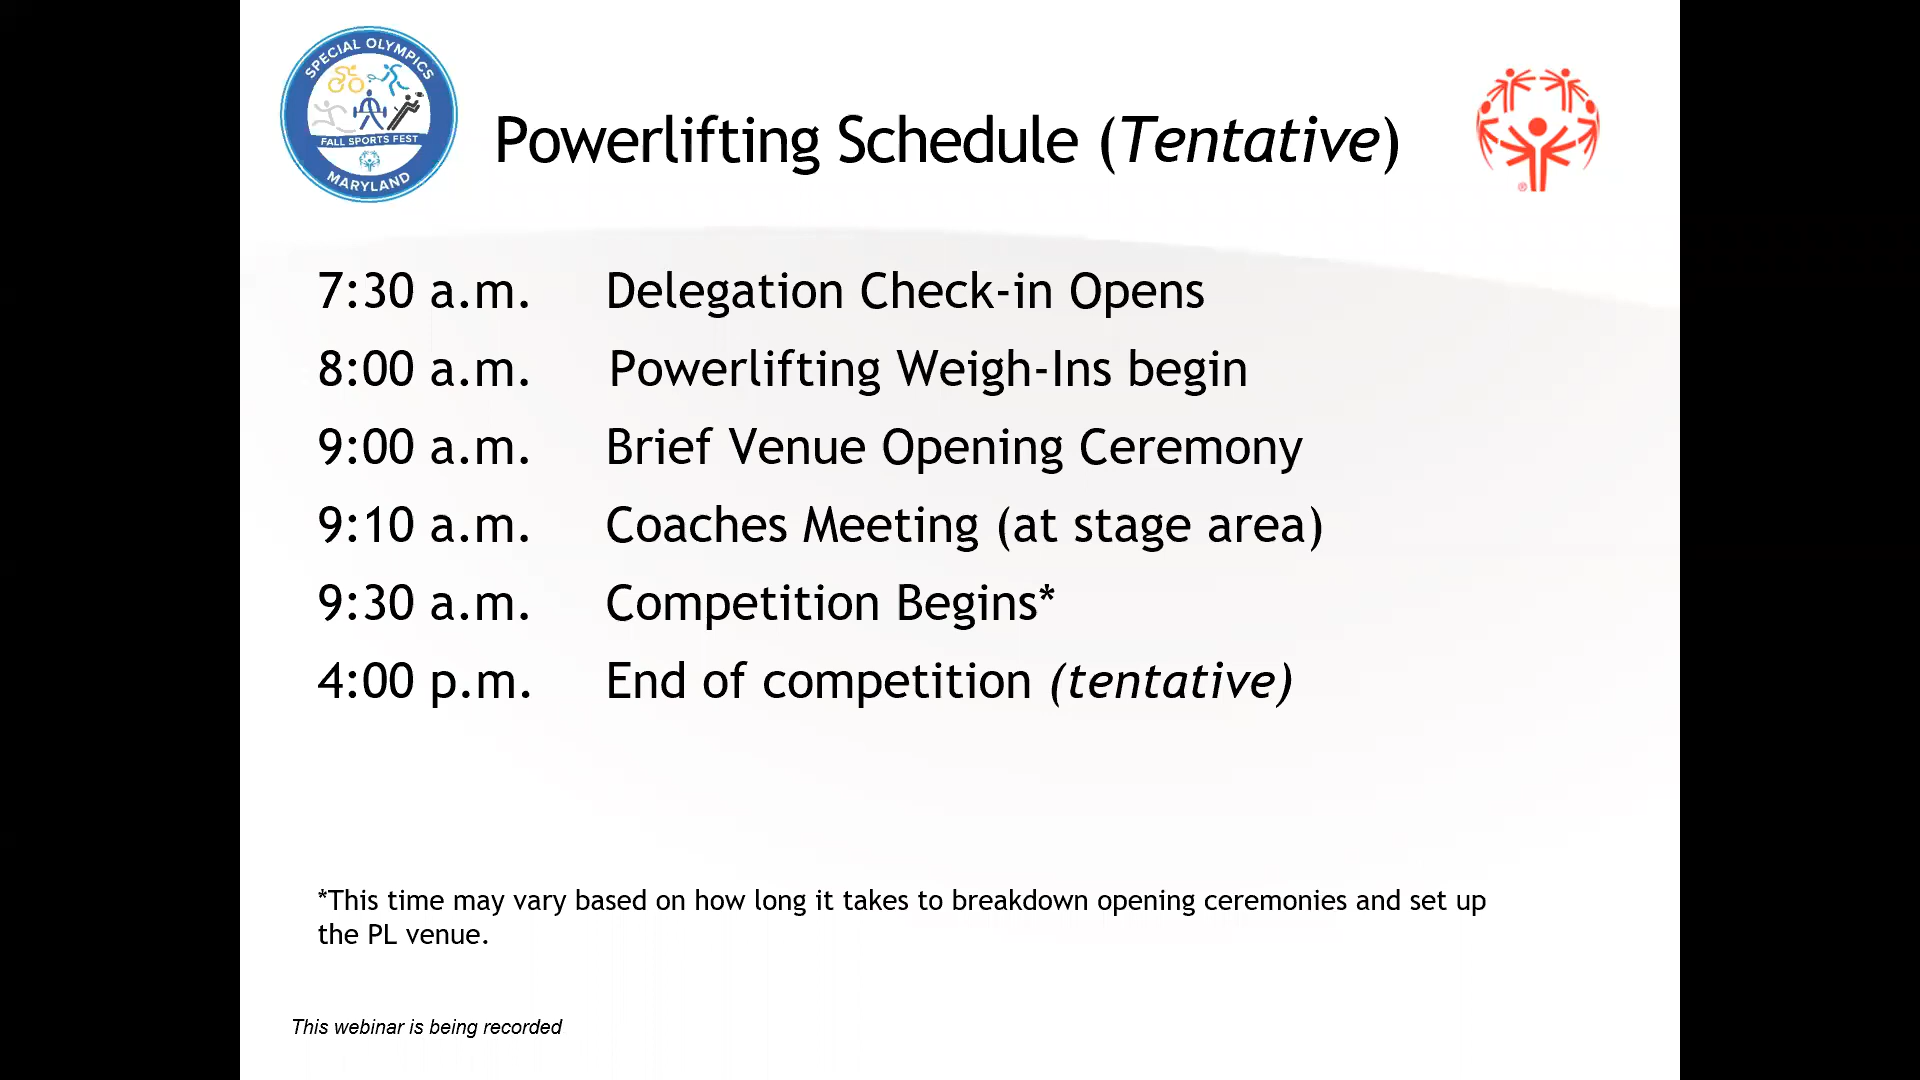 SPECIAL OLYMPICS
FALL SPORTS FEST
MARYLAND
Powerlifting Schedule (Tentative)
®
7:30 a.m. Delegation Check-in Opens
8:00 a.m. Powerlifting Weigh-Ins begin
9:00 a.m. Brief Venue Opening Ceremony
9:10 a.m. Coaches Meeting (at stage area)
9:30 a.m. Competition Begins*
4:00 p.m. End of competition (tentative)
*This time may vary based on how long it takes to breakdown opening ceremonies and set up
the PL venue.
This webinar is being recorded